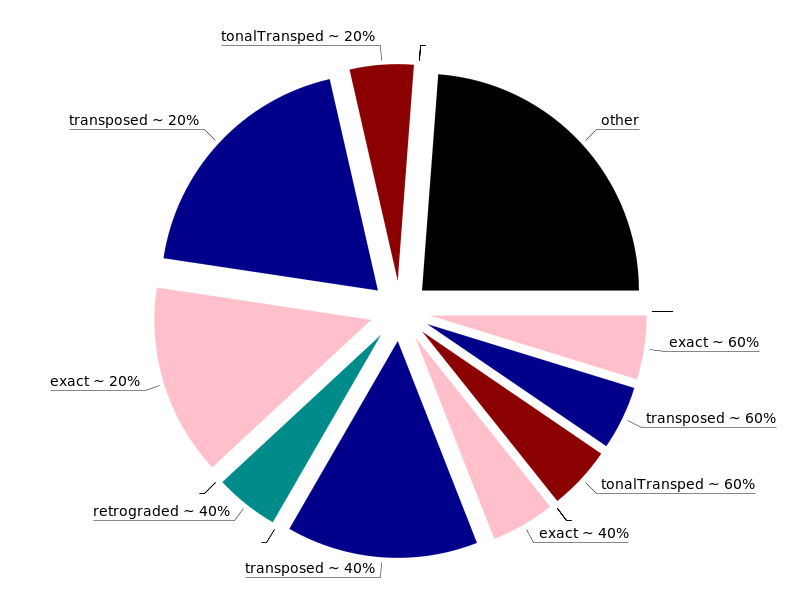 tonalTransped ~ 20%
other
transposed ~ 20%
exact ~ 60%
exact ~ 20%
transposed ~ 60%
tonalTransped ~ 60%
retrograded ~ 40%
exact ~ 40%
transposed ~ 40%